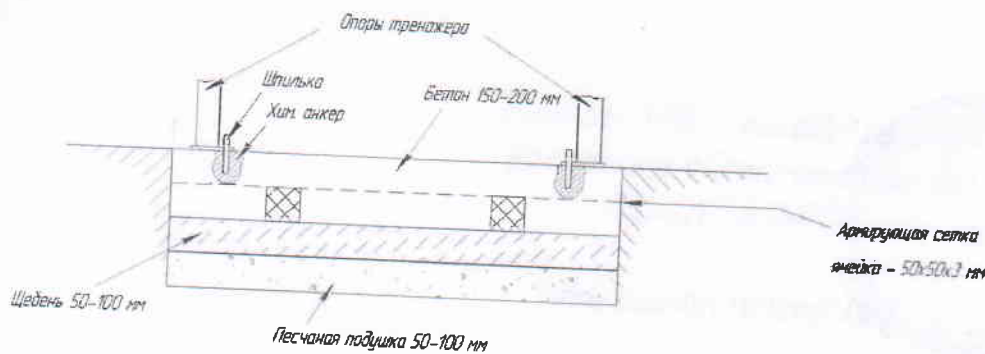 Опоры тренажера
Шпилька
Хим. анкер
Бетон 150-200 мм
Армирующая сетка
ячейка - 50х50х3 мм
Щебень 50-100 мм
Песчаная подушка 50-100 мм